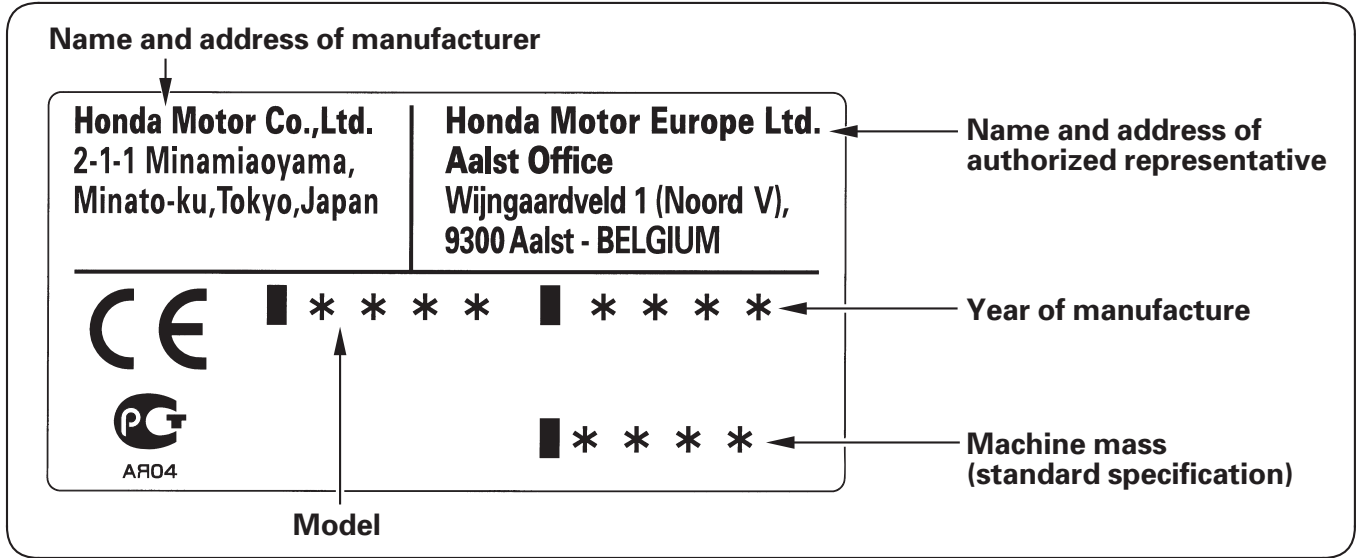 Name and address of manufacturer
Honda Motor Co.,Ltd.
2-1-1 Minamiaoyama,
Minato-ku,Tokyo,Japan
Honda Motor Europe Ltd.
Aalst Office
Wijngaardveld 1 (Noord V),
9300 Aalst - BELGIUM
Name and address of
authorized representative
CE
* * * *
* * * *
Year of manufacture
РСТ
АЯ04
* * * *
Machine mass
(standard specification)
Model